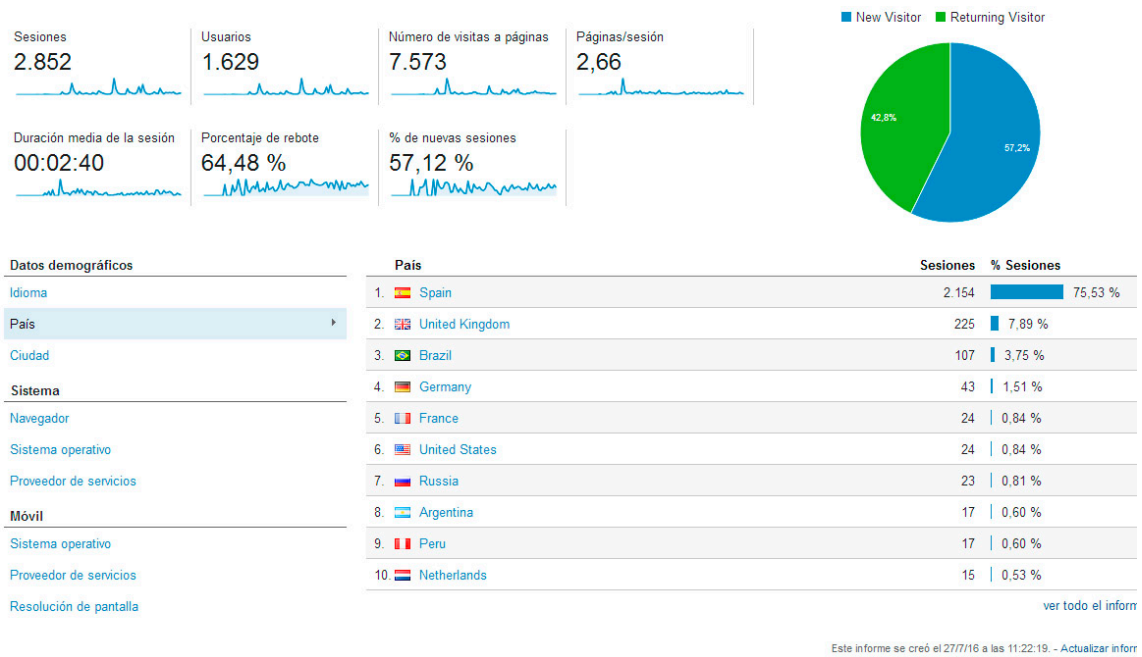 New Visitor Returning Visitor
Sesiones
2.852
Usuarios
1.629
Número de visitas a páginas
7.573
Páginas/sesión
2,66
42,8%
57,2%
Duración media de la sesión
00:02:40
Porcentaje de rebote
64,48 %
% de nuevas sesiones
57,12 %
Datos demográficos
Idioma
País
Ciudad
Sistema
Navegador
Sistema operativo
Proveedor de servicios
Móvil
Sistema operativo
Proveedor de servicios
Resolución de pantalla
País Sesiones % Sesiones
1. Spain 2.154 75,53 %
2. United Kingdom 225 7,89 %
3. Brazil 107 3,75 %
4. Germany 43 1,51 %
5. France 24 0,84 %
6. United States 24 0,84 %
7. Russia 23 0,81 %
8. Argentina 17 0,60 %
9. Peru 17 0,60 %
10. Netherlands 15 0,53 %
ver todo el inform
Este informe se creó el 27/7/16 a las 11:22:19. - Actualizar inform